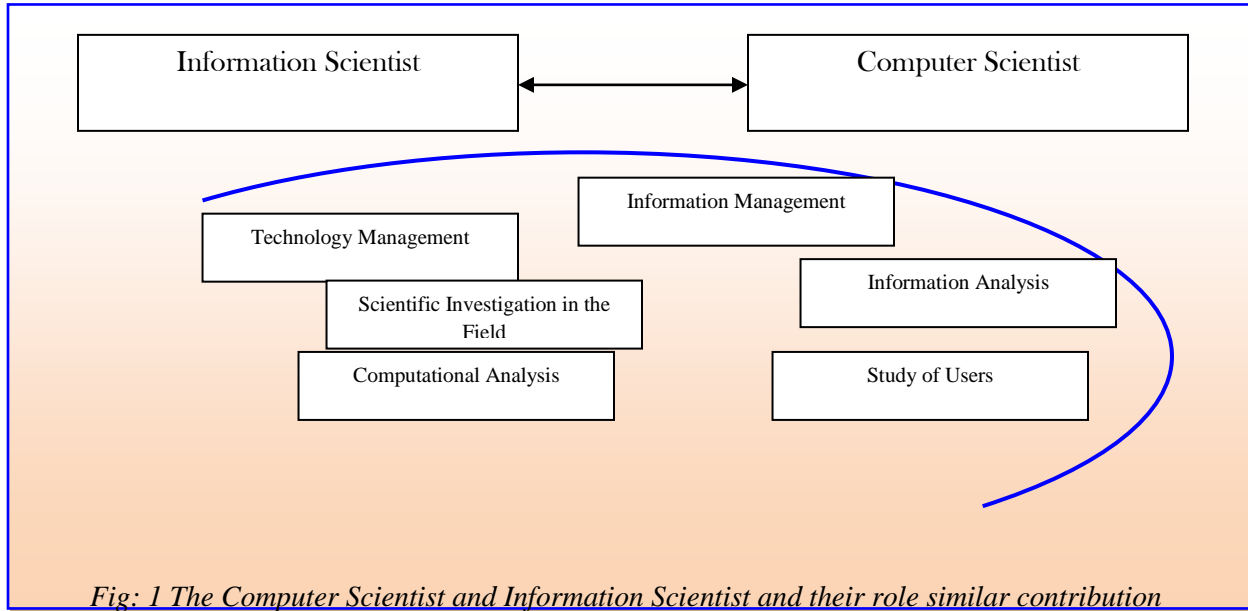 Information Scientist
Computer Scientist
Information Management
Technology Management
Information Analysis
Scientific Investigation in the
Field
Computational Analysis
Study of Users
Fig: 1 The Computer Scientist and Information Scientist and their role similar contribution